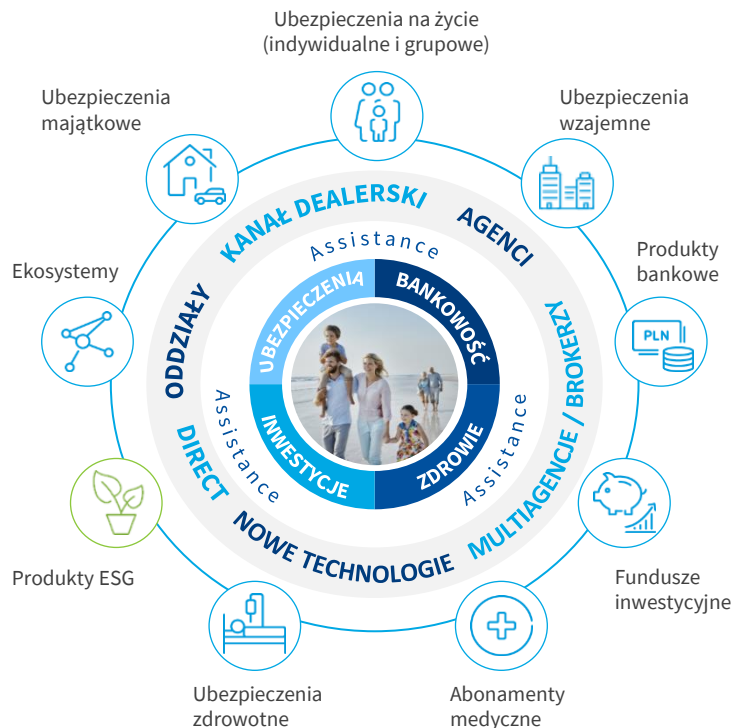 Ubezpieczenia na życie
(indywidualne i grupowe)
Ubezpieczenia
majątkowe
Ubezpieczenia
wzajemne
KANAŁ DEALERSKI
AGENCI
Assistance
Ekosystemy
Produkty
bankowe
ODDZIAŁY
UBEZPIECZENIA
BANKOWOŚĆ
MULTIAGENCJE / BROKERZY
PLN
Assistance
Assistance
INWESTYCJE
ZDROWIE
DIRECT
NOWE TECHNOLOGIE
Produkty ESG
Fundusze
inwestycyjne
Ubezpieczenia
zdrowotne
Abonamenty
medyczne